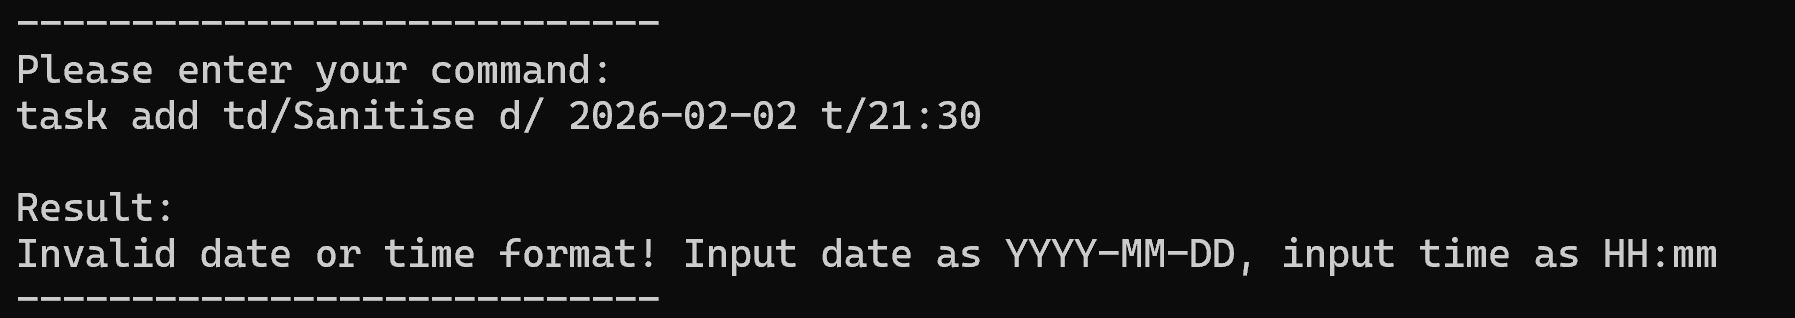 ----------------------------
Please enter your command:
task add td/Sanitise d/ 2026-02-02 t/21:30
Result:
Invalid date or time format! Input date as YYYY-MM-DD, input time as HH:mm
----------------------------